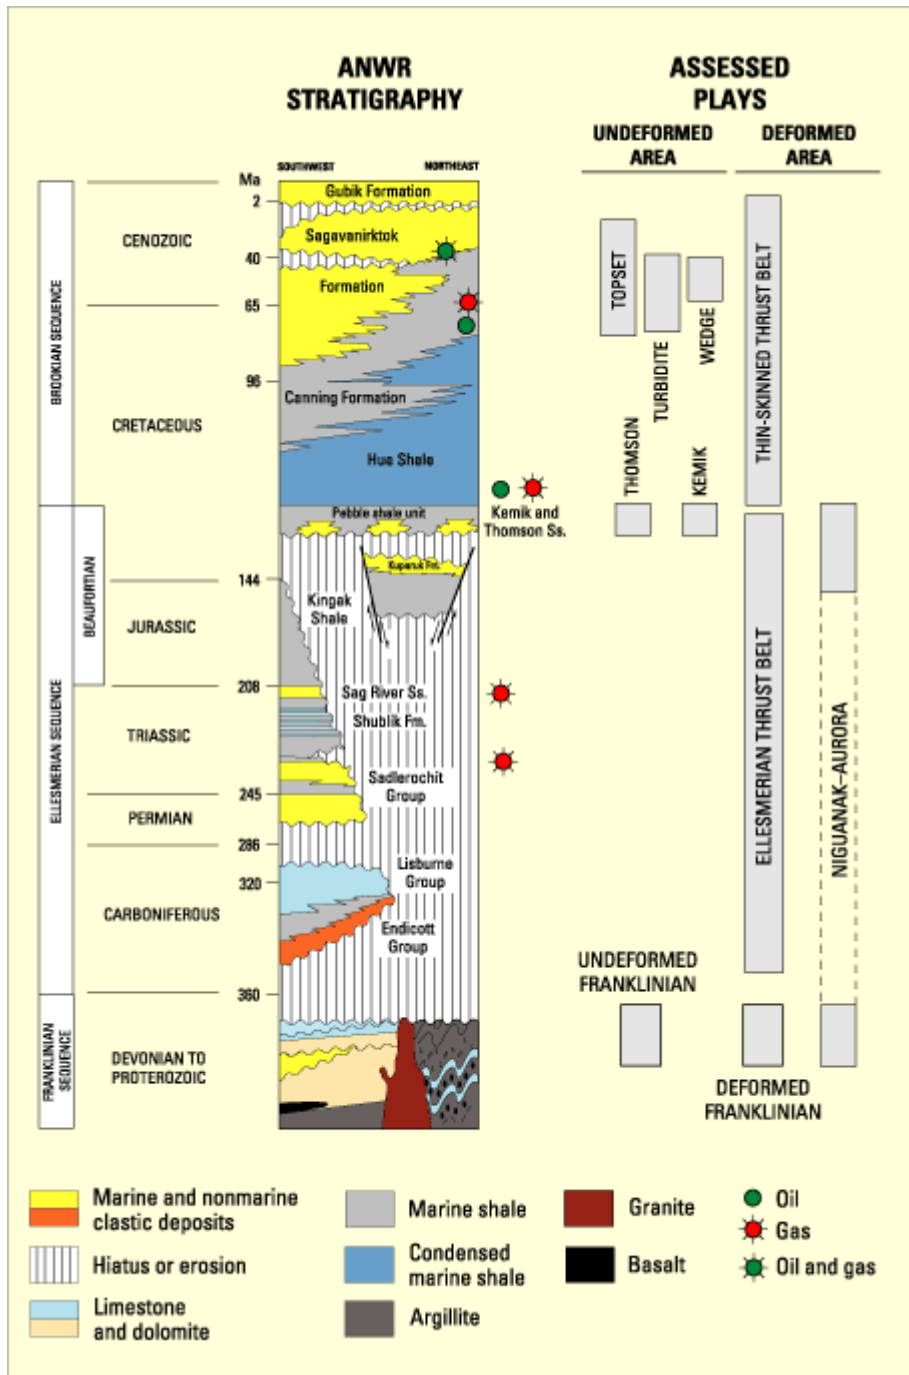 ANWR
STRATIGRAPHY
ASSESSED
PLAYS
UNDEFORMED
AREA
DEFORMED
AREA
SOUTHWEST
NORTHEAST
Ma
2
40
65
96
144
208
245
286
320
360
BROOKIAN SEQUENCE
BEAUFORTIAN
ELLESMERIAN SEQUENCE
FRANKLINIAN
SEQUENCE
CENOZOIC
CRETACEOUS
JURASSIC
TRIASSIC
PERMIAN
CARBONIFEROUS
DEVONIAN TO
PROTEROZOIC
Gubik Formation
Sagavanirktok
Formation
Canning Formation
Hue Shale
Pebble shale unit
Kemik and
Thomson Ss.
Kuparuk Fm.
Kingak
Shale
Sag River Ss.
Shublik Fm.
Sadlerochit
Group
Lisburne
Group
Endicott
Group
TOPSET
TURBIDITE
WEDGE
THOMSON
KEMIK
THIN-SKINNED THRUST BELT
ELLESMERIAN THRUST BELT
NIGUANAK–AURORA
UNDEFORMED
FRANKLINIAN
DEFORMED
FRANKLINIAN
Marine and nonmarine
clastic deposits
Hiatus or erosion
Limestone
and dolomite
Marine shale
Condensed
marine shale
Argillite
Granite
Basalt
Oil
Gas
Oil and gas